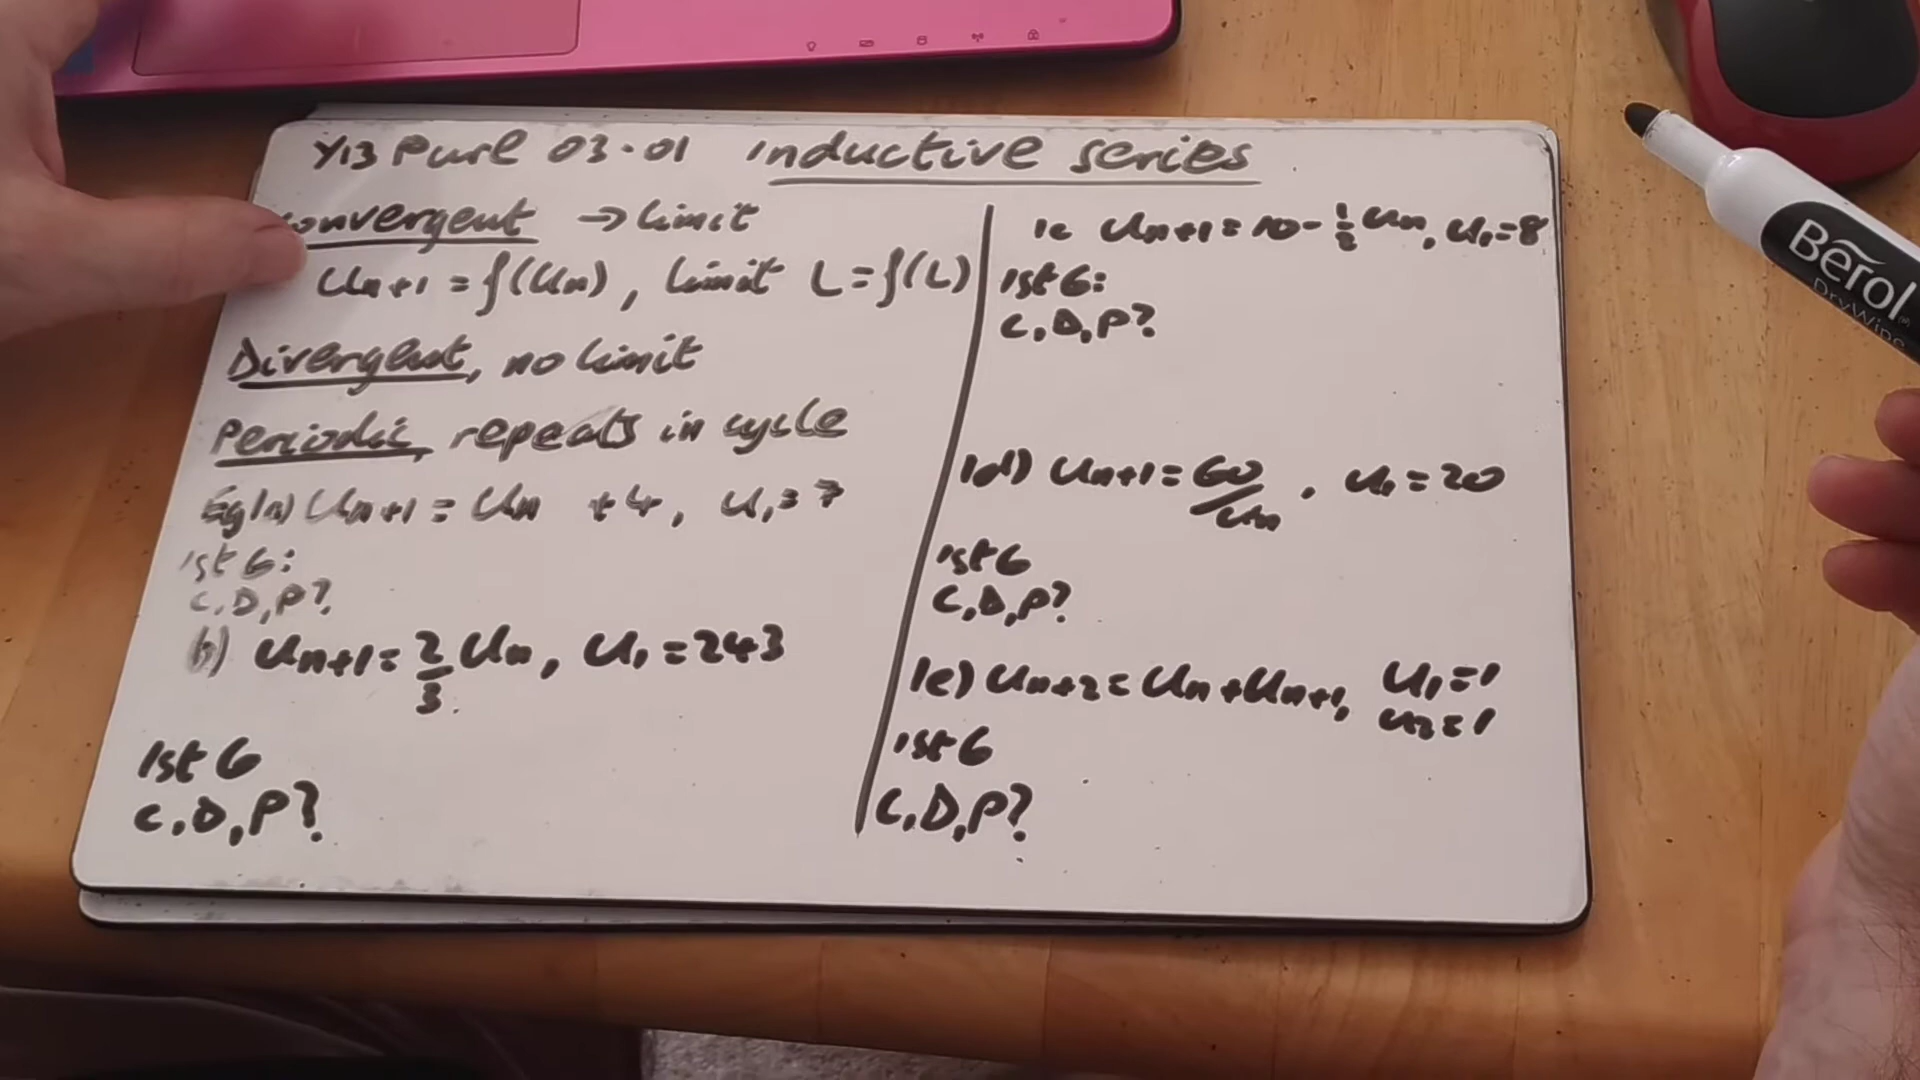 Y13 Pure 03.01 inductive series
Convergent → limit
Un+1 = f(Un), limit L = f(L)
Divergent, no limit
Periodic, repeats in cycle
Eg1a) Un+1 = Un + 4, U1 = 7
1st 6:
C, D, P?
b) Un+1 = 2/3 Un, U1 = 243
1st 6
C, D, P?
1c Un+1 = 10 - 1/2 Un, U1 = 8
1st 6:
C, D, P?
1d) Un+1 = 60/Un, U1 = 20
1st 6
C, D, P?
1e) Un+2 = Un + Un+1, U1 = 1
U2 = 1
1st 6
C, D, P?
Berol
DryWipe